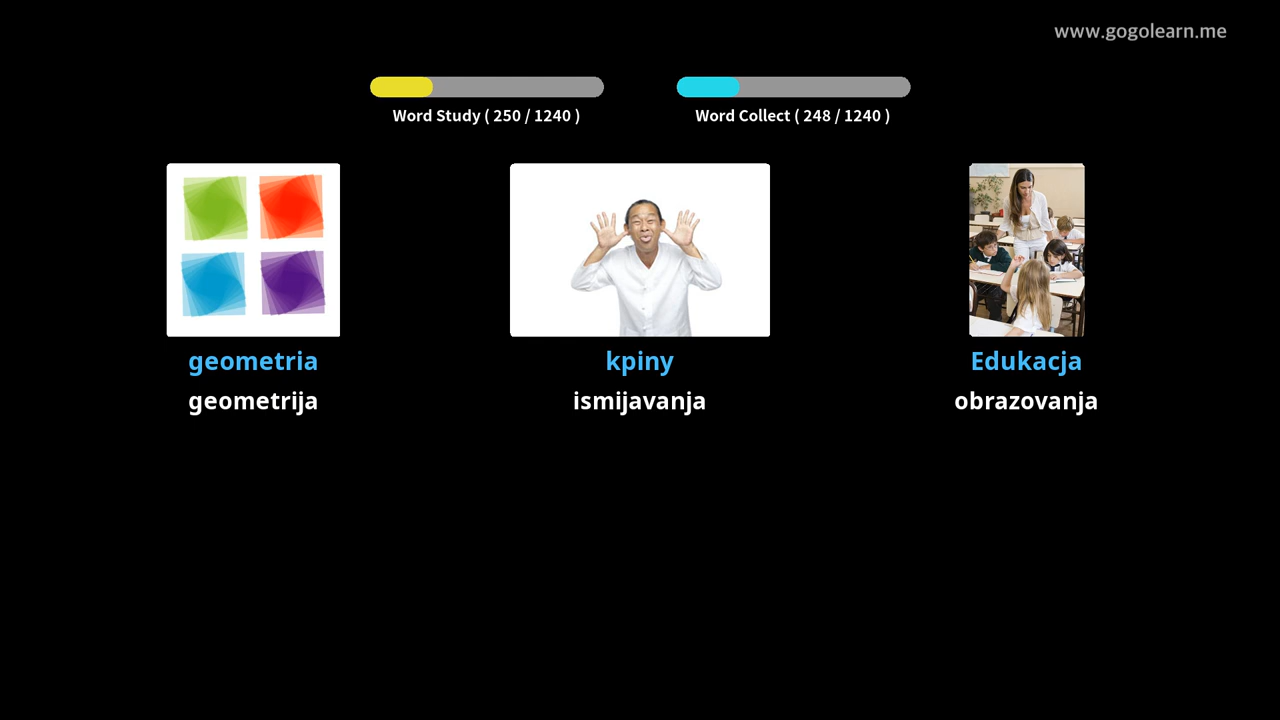 www.gogolearn.me
Word Study ( 250 / 1240 )
Word Collect ( 248 / 1240 )
geometria
kpiny
Edukacja
geometrija
ismijavanja
obrazovanja